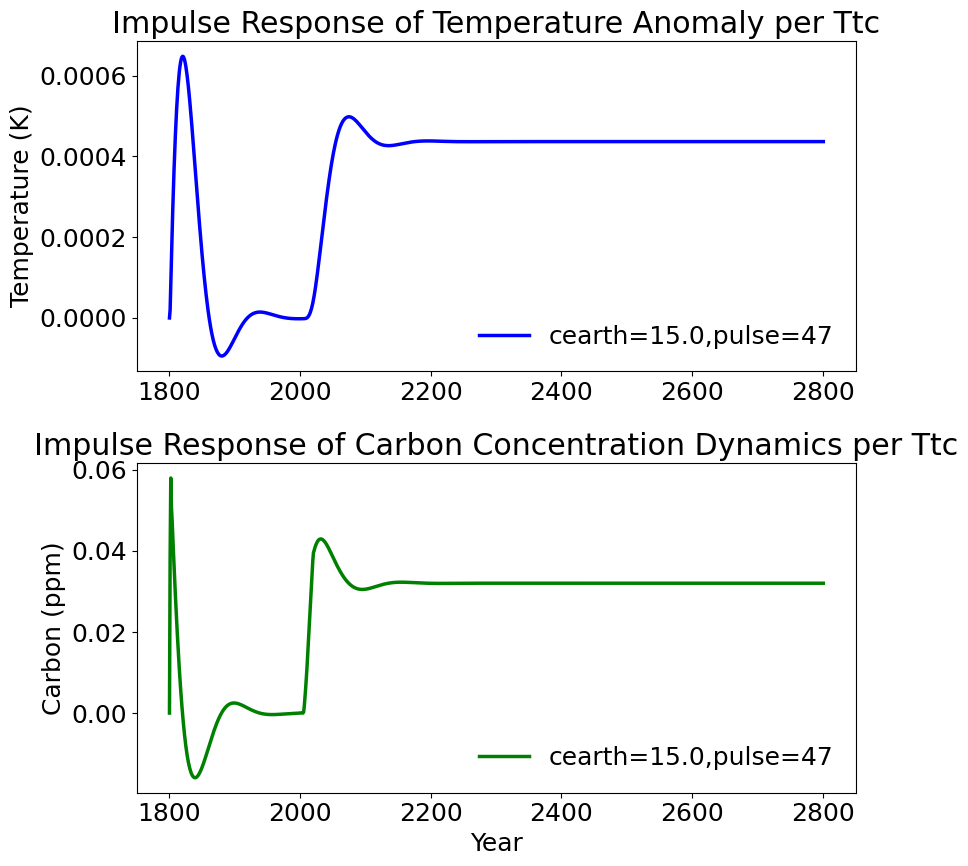 Impulse Response of Temperature Anomaly per Ttc
Temperature (K)
0.0006
0.0004
0.0002
0.0000
cearth=15.0,pulse=47
1800 2000 2200 2400 2600 2800
Impulse Response of Carbon Concentration Dynamics per Ttc
Carbon (ppm)
0.06
0.04
0.02
0.00
cearth=15.0,pulse=47
1800 2000 2200 2400 2600 2800
Year